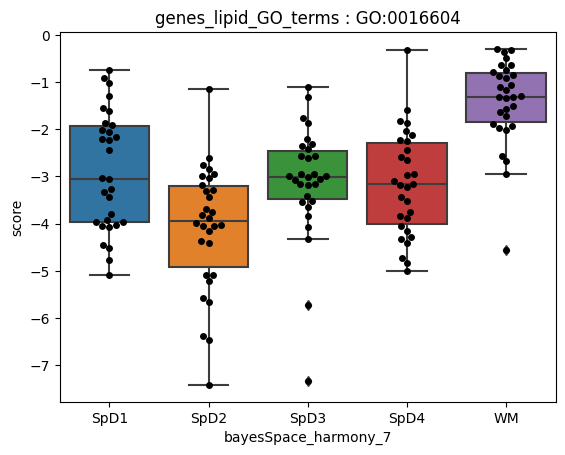 genes_lipid_GO_terms : GO:0016604
score
0
−1
−2
−3
−4
−5
−6
−7
SpD1 SpD2 SpD3 SpD4 WM
bayesSpace_harmony_7